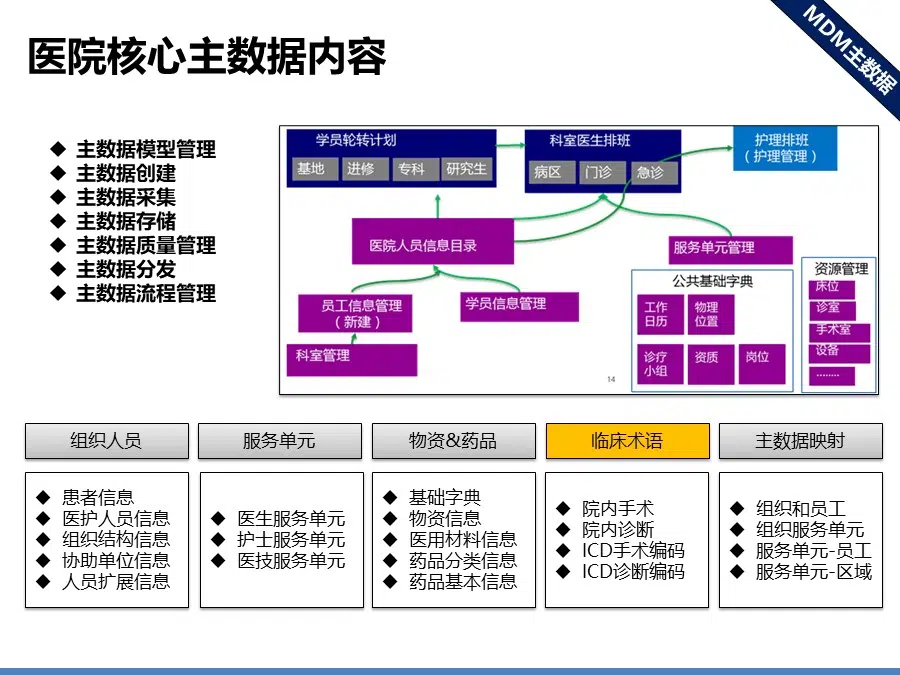 医院核心主数据内容
MDM主数据
◆ 主数据模型管理
◆ 主数据创建
◆ 主数据采集
◆ 主数据存储
◆ 主数据质量管理
◆ 主数据分发
◆ 主数据流程管理
学员轮转计划
基地 进修 专科 研究生
科室医生排班
病区 门诊 急诊
护理排班
（护理管理）
医院人员信息目录
服务单元管理
员工信息管理
（新建）
学员信息管理
科室管理
公共基础字典
工作
日历
物理
位置
诊疗
小组
资质
岗位
资源管理
床位
诊室
手术室
设备
........
14
组织人员
◆ 患者信息
◆ 医护人员信息
◆ 组织结构信息
◆ 协助单位信息
◆ 人员扩展信息
服务单元
◆ 医生服务单元
◆ 护士服务单元
◆ 医技服务单元
物资&药品
◆ 基础字典
◆ 物资信息
◆ 医用材料信息
◆ 药品分类信息
◆ 药品基本信息
临床术语
◆ 院内手术
◆ 院内诊断
◆ ICD手术编码
◆ ICD诊断编码
主数据映射
◆ 组织和员工
◆ 组织服务单元
◆ 服务单元-员工
◆ 服务单元-区域